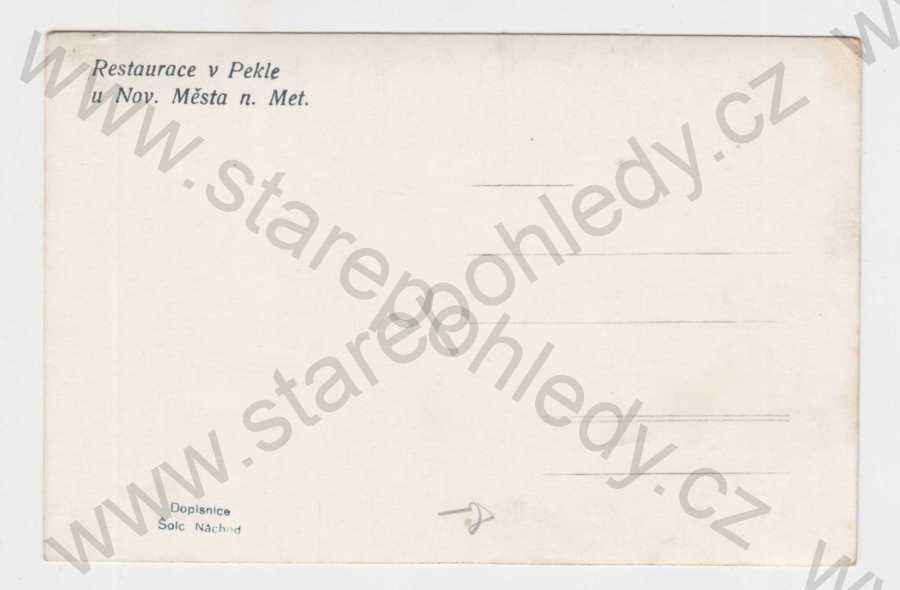 Restaurace v Pekle
u Nov. Města n. Met.
Dopisnice
Šolc Náchod
www.starepohledy.cz
www.starepohledy.cz